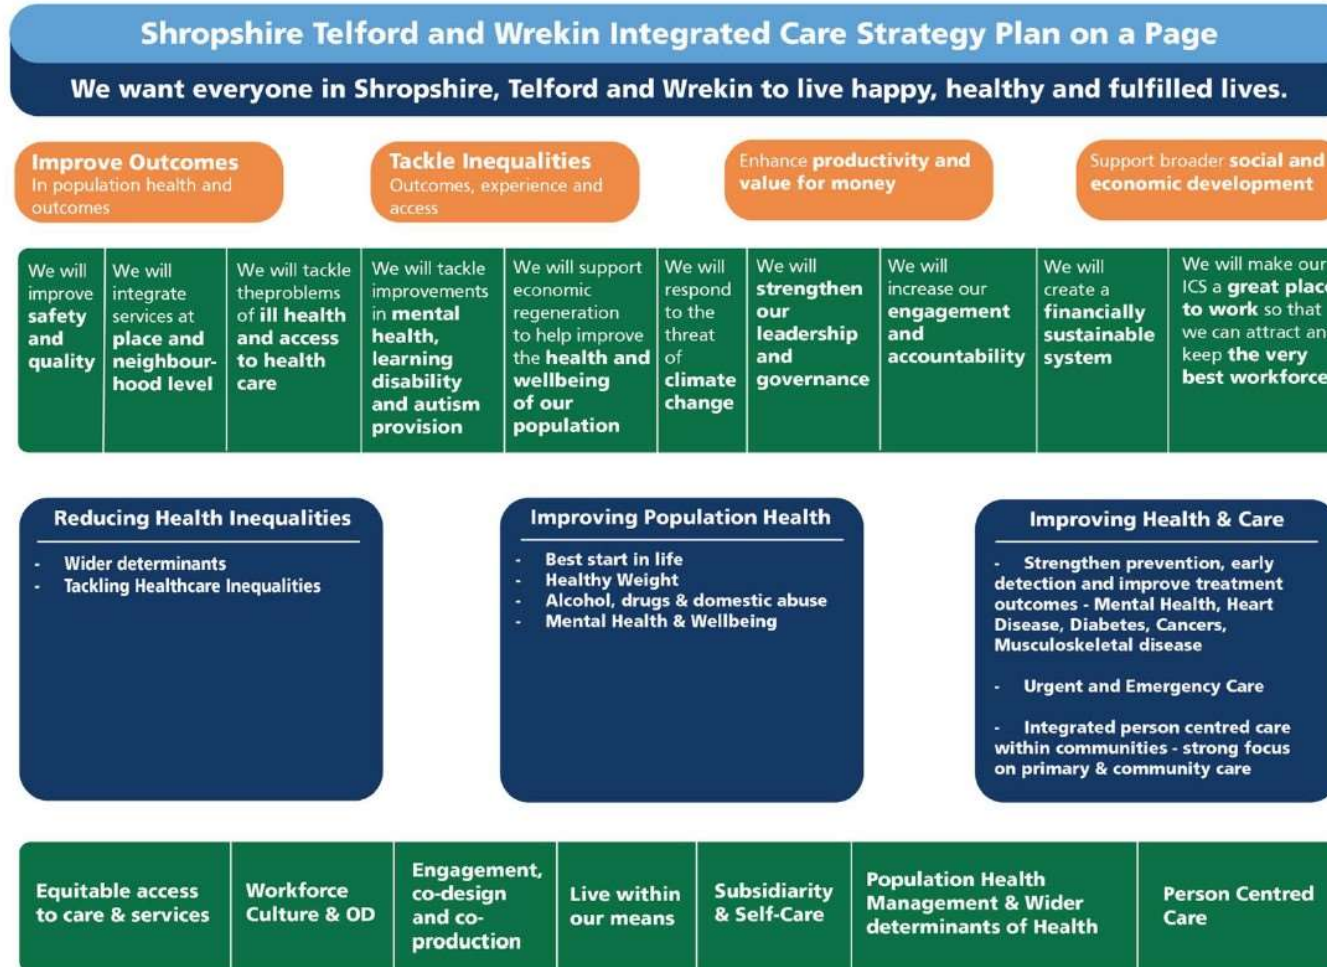 Shropshire Telford and Wrekin Integrated Care Strategy Plan on a Page
We want everyone in Shropshire, Telford and Wrekin to live happy, healthy and fulfilled lives.
Improve Outcomes
In population health and
outcomes
Tackle Inequalities
Outcomes, experience and
access
Enhance productivity and
value for money
Support broader social and
economic development
We will
improve
safety
and
quality
We will
integrate
services at
place and
neighbour-
hood level
We will tackle
theproblems
of ill health
and access
to health
care
We will tackle
improvements
in mental
health,
learning
disability
and autism
provision
We will support
economic
regeneration
to help improve
the health and
wellbeing
of our
population
We will
respond
to the
threat
of
climate
change
We will
strengthen
our
leadership
and
governance
We will
increase our
engagement
and
accountability
We will
create a
financially
sustainable
system
We will make our
ICS a great place
to work so that
we can attract an
keep the very
best workforce
Reducing Health Inequalities
- Wider determinants
- Tackling Healthcare Inequalities
Improving Population Health
- Best start in life
- Healthy Weight
- Alcohol, drugs & domestic abuse
- Mental Health & Wellbeing
Improving Health & Care
- Strengthen prevention, early
detection and improve treatment
outcomes - Mental Health, Heart
Disease, Diabetes, Cancers,
Musculoskeletal disease
- Urgent and Emergency Care
- Integrated person centred care
within communities - strong focus
on primary & community care
Equitable access
to care & services
Workforce
Culture & OD
Engagement,
co-design
and co-
production
Live within
our means
Subsidiarity
& Self-Care
Population Health
Management & Wider
determinants of Health
Person Centred
Care